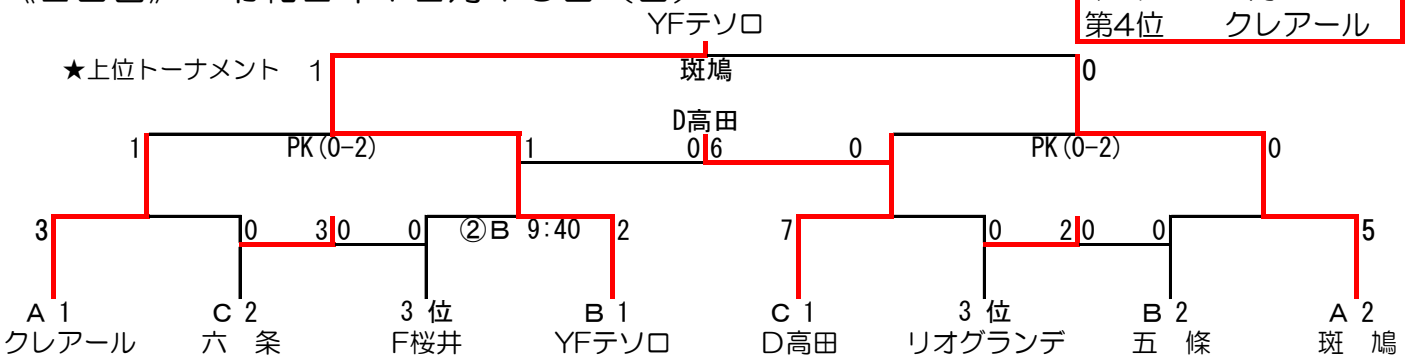 YFテソロ
第4位 クレアール
★上位トーナメント 1 斑鳩 0
D高田
1 PK(0-2) 1 0 6 0 PK(0-2) 0
3 0 3 0 0 ②B 9:40 2 7 0 2 0 0 5
A 1 C 2 3 位 B 1 C 1 3 位 B 2 A 2
クレアール 六 条 F桜井 YFテソロ D高田 リオグランデ 五 條 斑 鳩